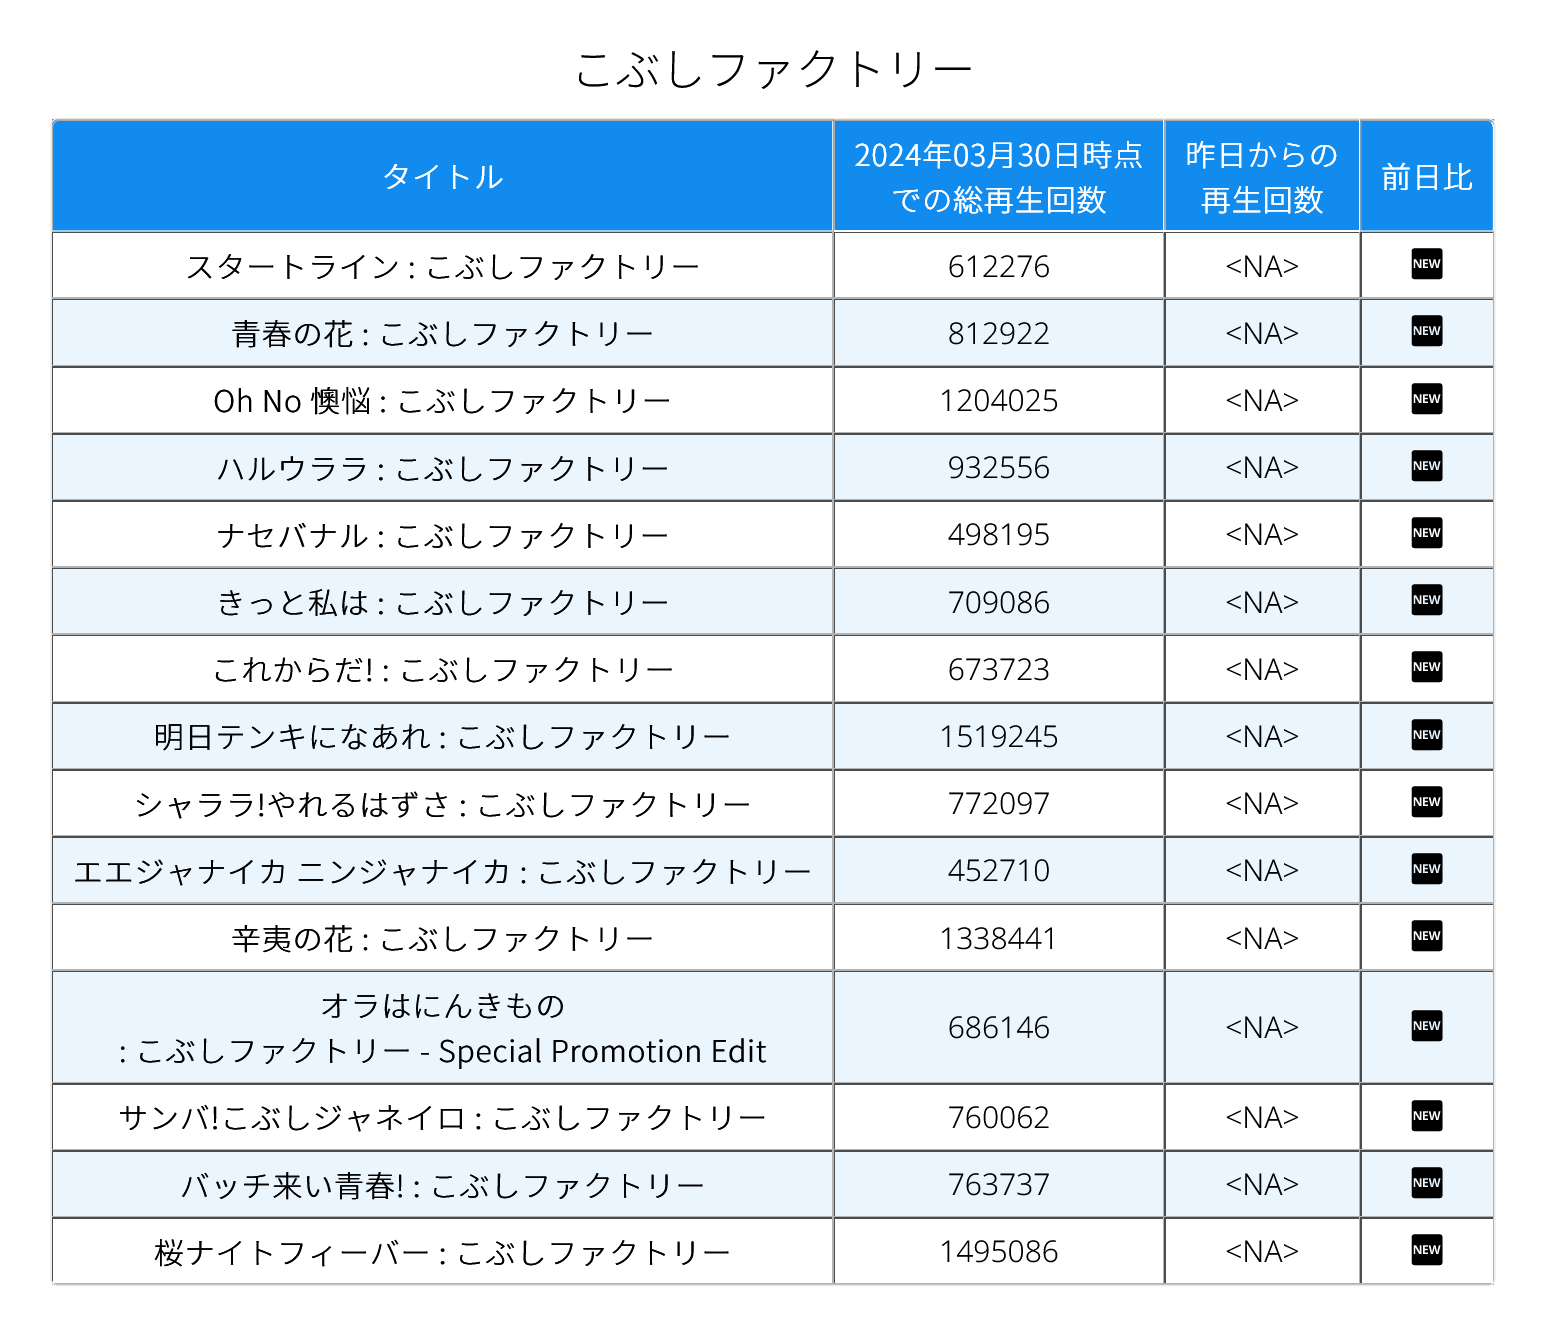 こぶしファクトリー
タイトル
2024年03月30日時点
での総再生回数
昨日からの
再生回数
前日比
スタートライン : こぶしファクトリー 612276 <NA> NEW
青春の花 : こぶしファクトリー 812922 <NA> NEW
Oh No 懊悩 : こぶしファクトリー 1204025 <NA> NEW
ハルウララ : こぶしファクトリー 932556 <NA> NEW
ナセバナル : こぶしファクトリー 498195 <NA> NEW
きっと私は : こぶしファクトリー 709086 <NA> NEW
これからだ! : こぶしファクトリー 673723 <NA> NEW
明日テンキになあれ : こぶしファクトリー 1519245 <NA> NEW
シャララ!やれるはずさ : こぶしファクトリー 772097 <NA> NEW
エエジャナイカ ニンジャナイカ : こぶしファクトリー 452710 <NA> NEW
辛夷の花 : こぶしファクトリー 1338441 <NA> NEW
オラはにんきもの
: こぶしファクトリー - Special Promotion Edit 686146 <NA> NEW
サンバ!こぶしジャネイロ : こぶしファクトリー 760062 <NA> NEW
バッチ来い青春! : こぶしファクトリー 763737 <NA> NEW
桜ナイトフィーバー : こぶしファクトリー 1495086 <NA> NEW